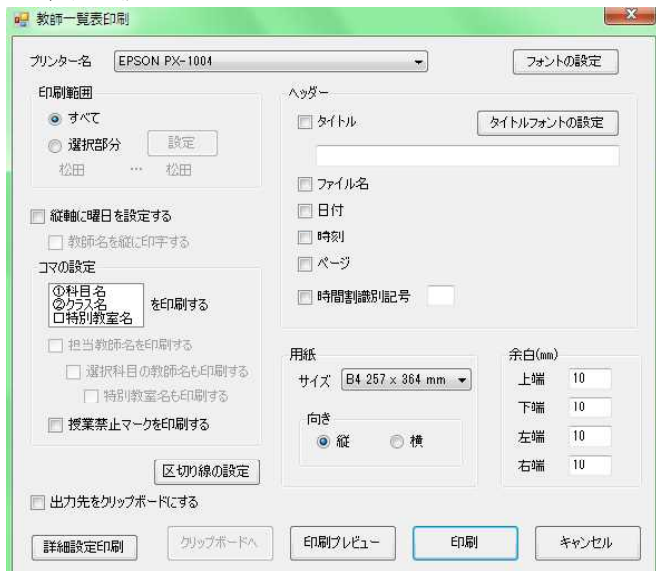 教師一覧表印刷
プリンター名 EPSON PX-1004 フォントの設定
印刷範囲
すべて
選択部分 設定
松田 … 松田
縦軸に曜日を設定する
教師名を縦に印字する
コマの設定
①科目名
②クラス名
□特別教室名
を印刷する
担当教師名を印刷する
選択科目の教師名も印刷する
特別教室名も印刷する
授業禁止マークを印刷する
区切り線の設定
出力先をクリップボードにする
ヘッダー
タイトル タイトルフォントの設定
ファイル名
日付
時刻
ページ
時間割識別記号
用紙
サイズ B4 257 x 364 mm
向き
縦 横
余白(mm)
上端 10
下端 10
左端 10
右端 10
詳細設定印刷 クリップボードへ 印刷プレビュー 印刷 キャンセル